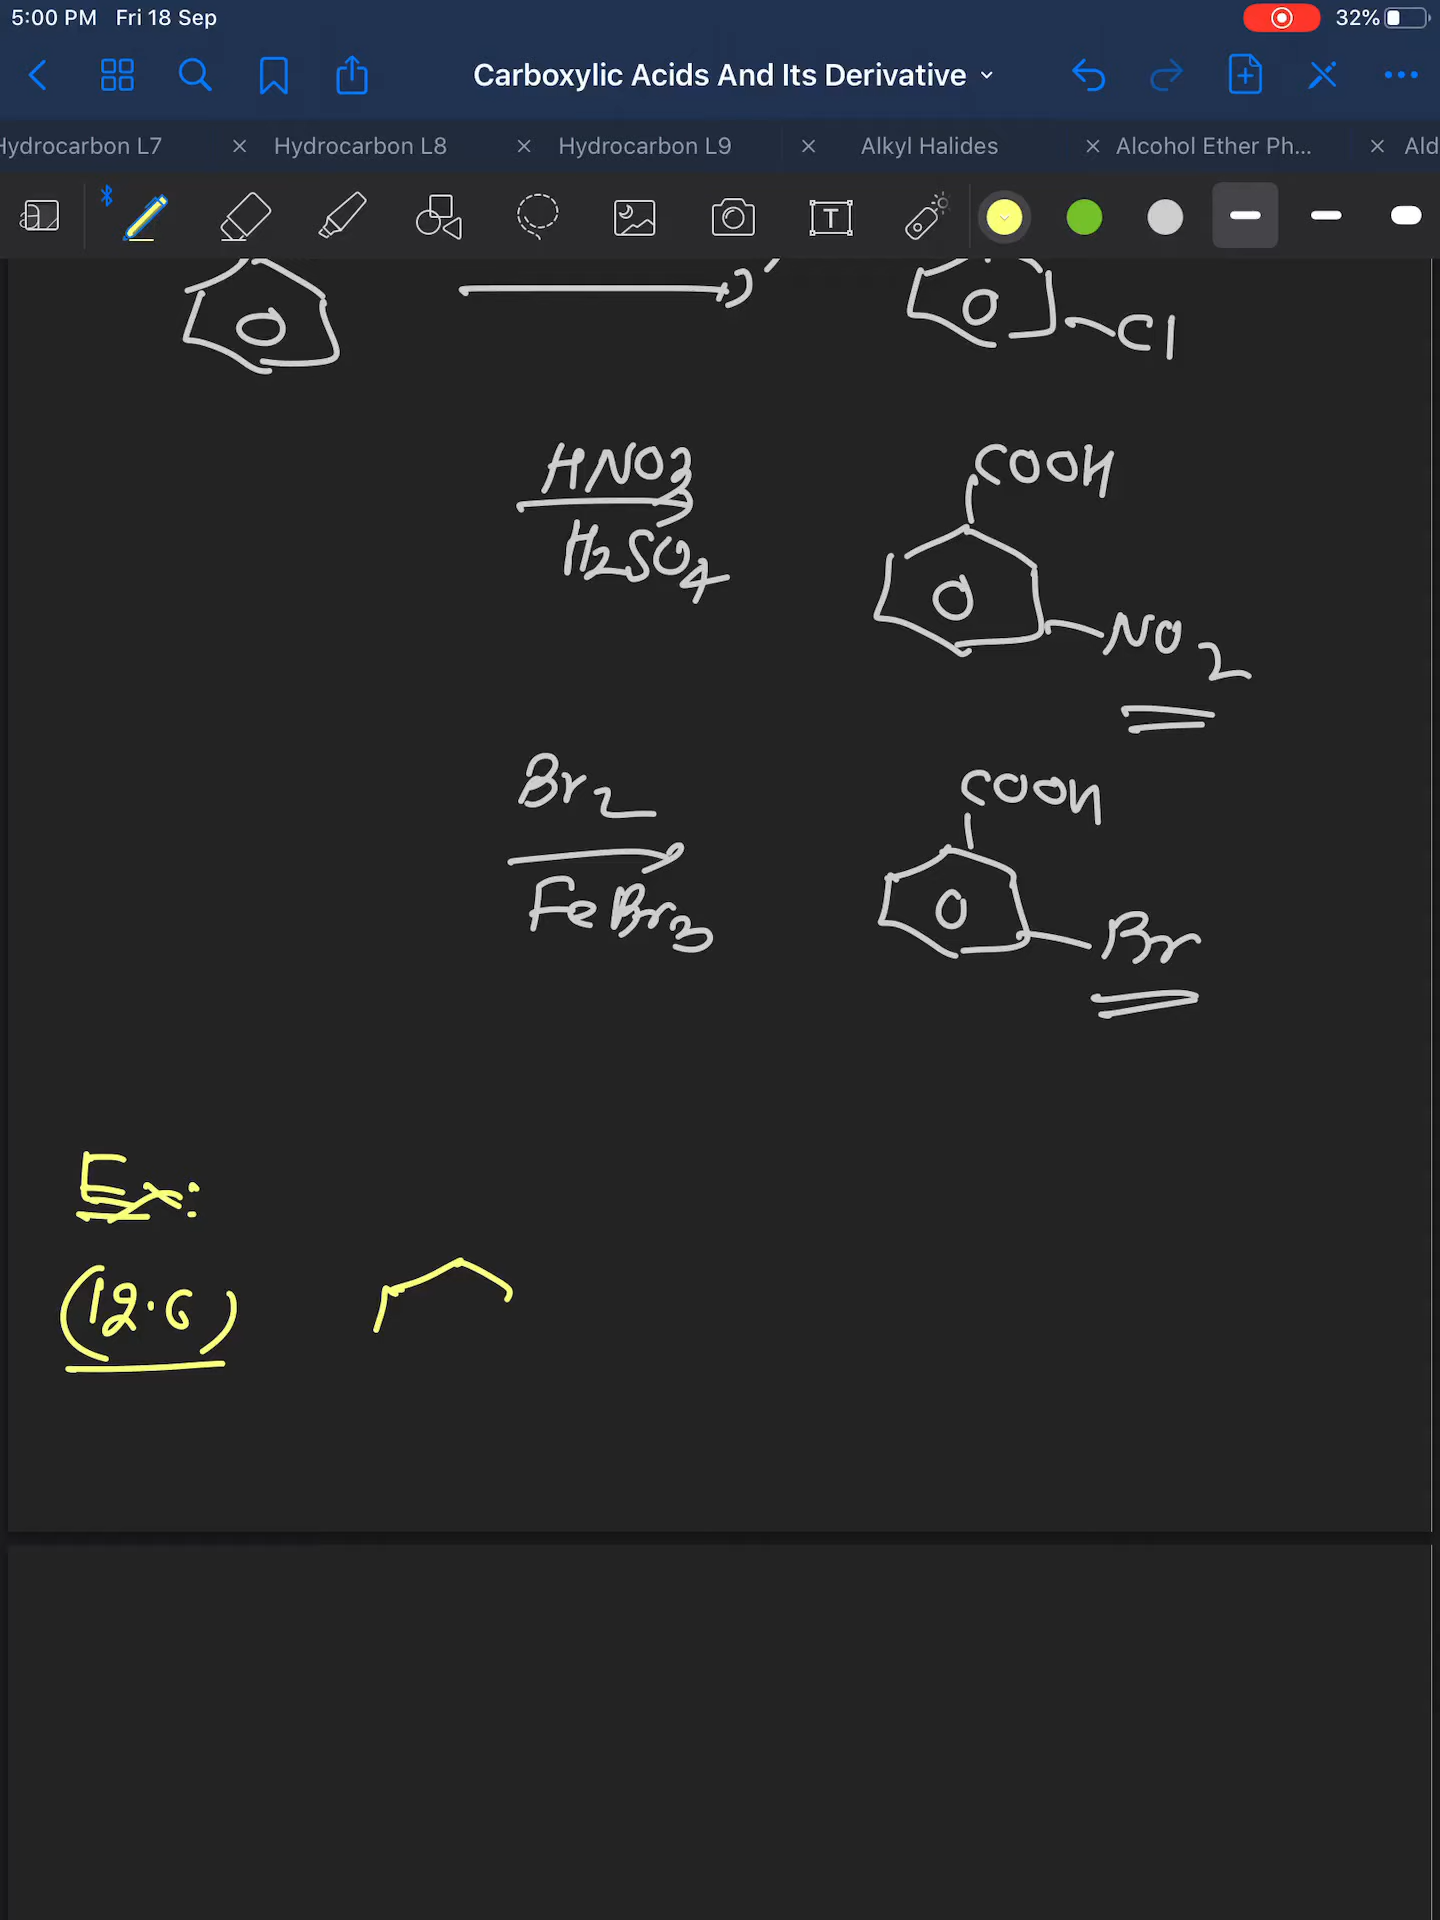 5:00 PM Fri 18 Sep
32%
Carboxylic Acids And Its Derivative
Hydrocarbon L7
Hydrocarbon L8
Hydrocarbon L9
Alkyl Halides
Alcohol Ether Ph...
Ald
T
Cl
HNO3
H2SO4
COOH
NO2
Br2
FeBr3
COOH
Br
Ex:
(12.6)